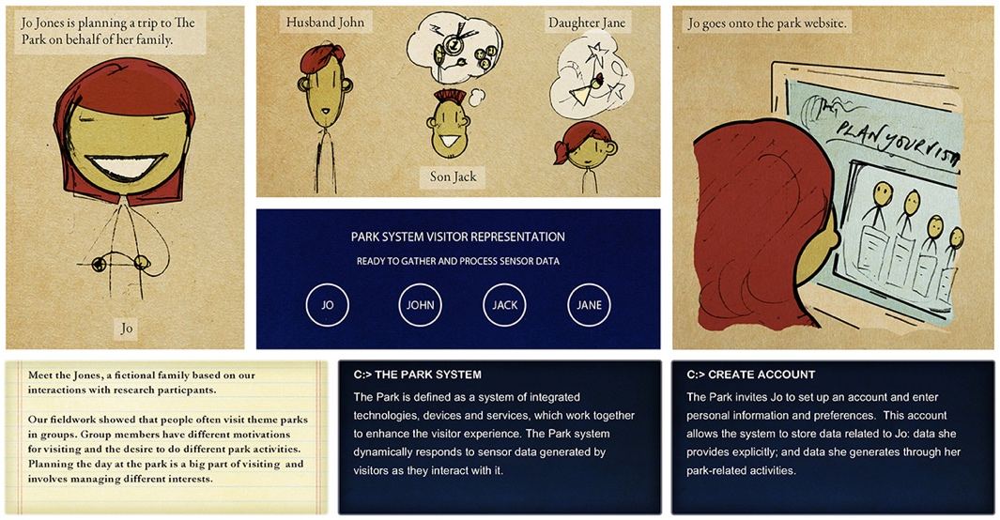 Jo Jones is planning a trip to The
Park on behalf of her family.
Jo
Husband John
Son Jack
Daughter Jane
PARK SYSTEM VISITOR REPRESENTATION
READY TO GATHER AND PROCESS SENSOR DATA
JO
JOHN
JACK
JANE
Jo goes onto the park website.
PLAN YOUR VISIT
Meet the Jones, a fictional family based on our
interactions with research particpants.
Our fieldwork showed that people often visit theme parks
in groups. Group members have different motivations
for visiting and the desire to do different park activities.
Planning the day at the park is a big part of visiting and
involves managing different interests.
C:> THE PARK SYSTEM
The Park is defined as a system of integrated
technologies, devices and services, which work together
to enhance the visitor experience. The Park system
dynamically responds to sensor data generated by
visitors as they interact with it.
C:> CREATE ACCOUNT
The Park invites Jo to set up an account and enter
personal information and preferences. This account
allows the system to store data related to Jo: data she
provides explicitly; and data she generates through her
park-related activities.